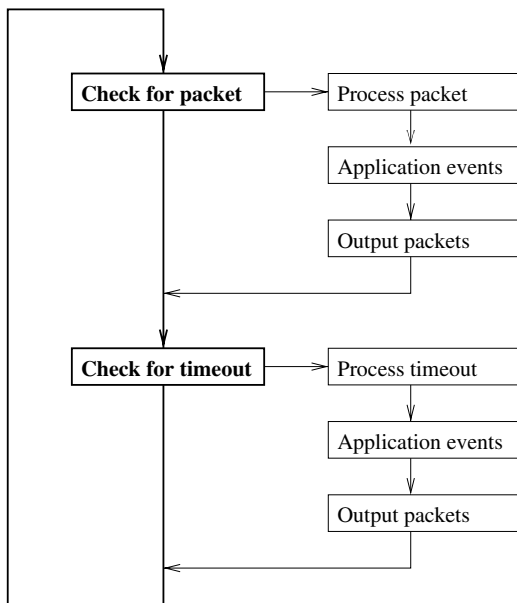 Check for packet
Process packet
Application events
Output packets
Check for timeout
Process timeout
Application events
Output packets